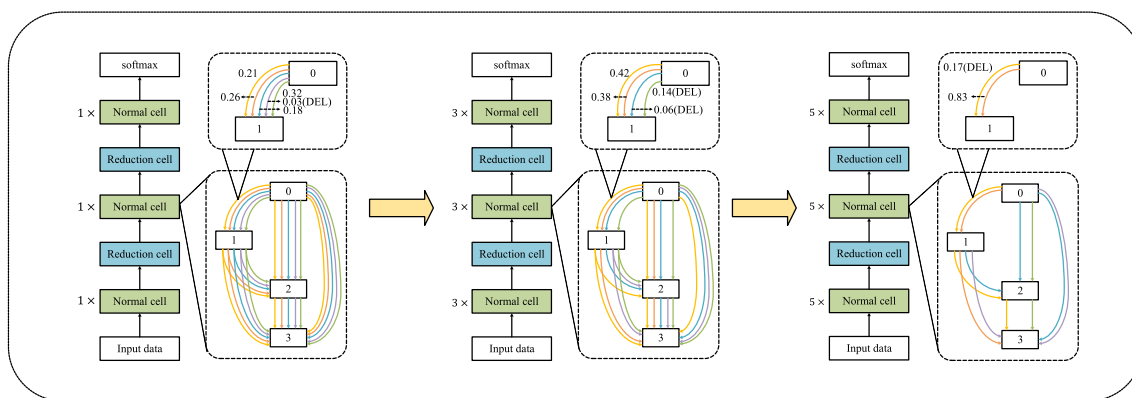 softmax
1 × Normal cell
Reduction cell
1 × Normal cell
Reduction cell
1 × Normal cell
Input data
0.21
0
0.32
0.26
0.03(DEL)
0.18
1
0
1
2
3
softmax
3 × Normal cell
Reduction cell
3 × Normal cell
Reduction cell
3 × Normal cell
Input data
0.42
0
0.14(DEL)
0.38
0.06(DEL)
1
0
1
2
3
softmax
5 × Normal cell
Reduction cell
5 × Normal cell
Reduction cell
5 × Normal cell
Input data
0.17(DEL)
0
0.83
1
0
1
2
3